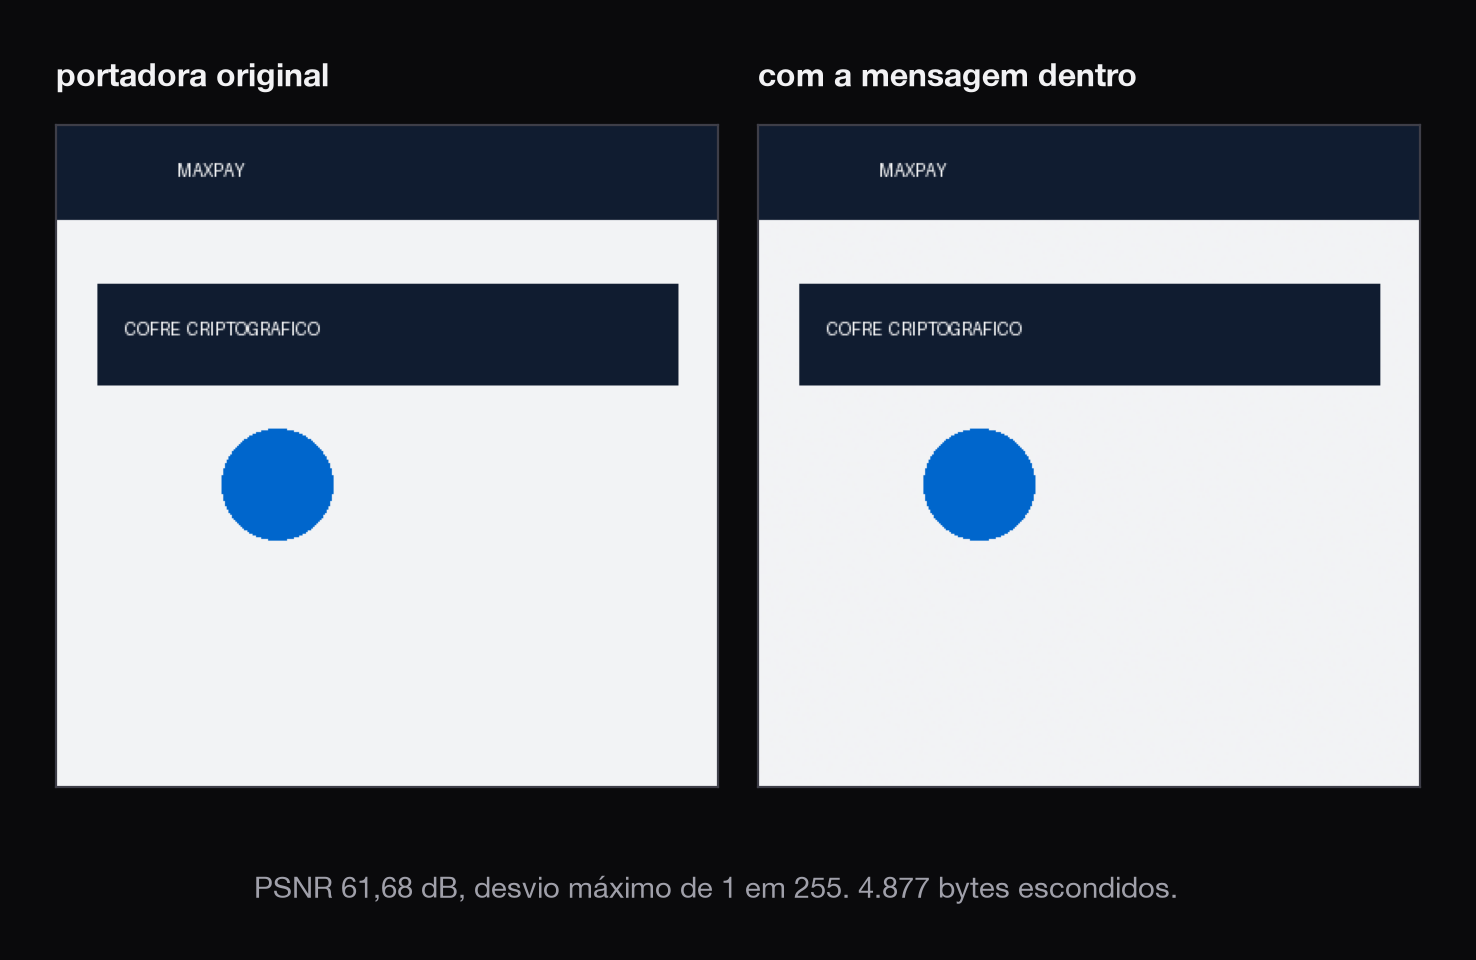 portadora original
com a mensagem dentro
MAXPAY
MAXPAY
COFRE CRIPTOGRAFICO
COFRE CRIPTOGRAFICO
PSNR 61,68 dB, desvio máximo de 1 em 255. 4.877 bytes escondidos.